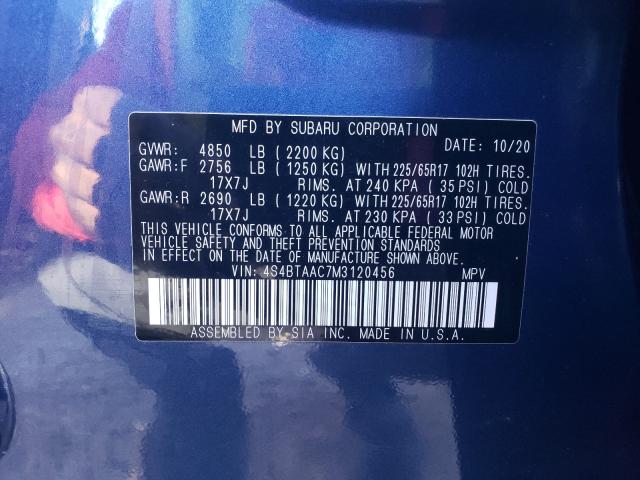 MFD BY SUBARU CORPORATION
DATE: 10/20
GVWR: 4850 LB (2200 KG)
GAWR:F 2756 LB (1250 KG) WITH 225/65R17 102H TIRES.
17X7J RIMS. AT 240 KPA (35 PSI) COLD
GAWR:R 2690 LB (1220 KG) WITH 225/65R17 102H TIRES.
17X7J RIMS. AT 230 KPA (33 PSI) COLD
THIS VEHICLE CONFORMS TO ALL APPLICABLE FEDERAL MOTOR
VEHICLE SAFETY AND THEFT PREVENTION STANDARDS
IN EFFECT ON THE DATE OF MANUFACTURE SHOWN ABOVE.
VIN: 4S4BTAAC7M3120456 MPV
ASSEMBLED BY SIA INC. MADE IN U.S.A.